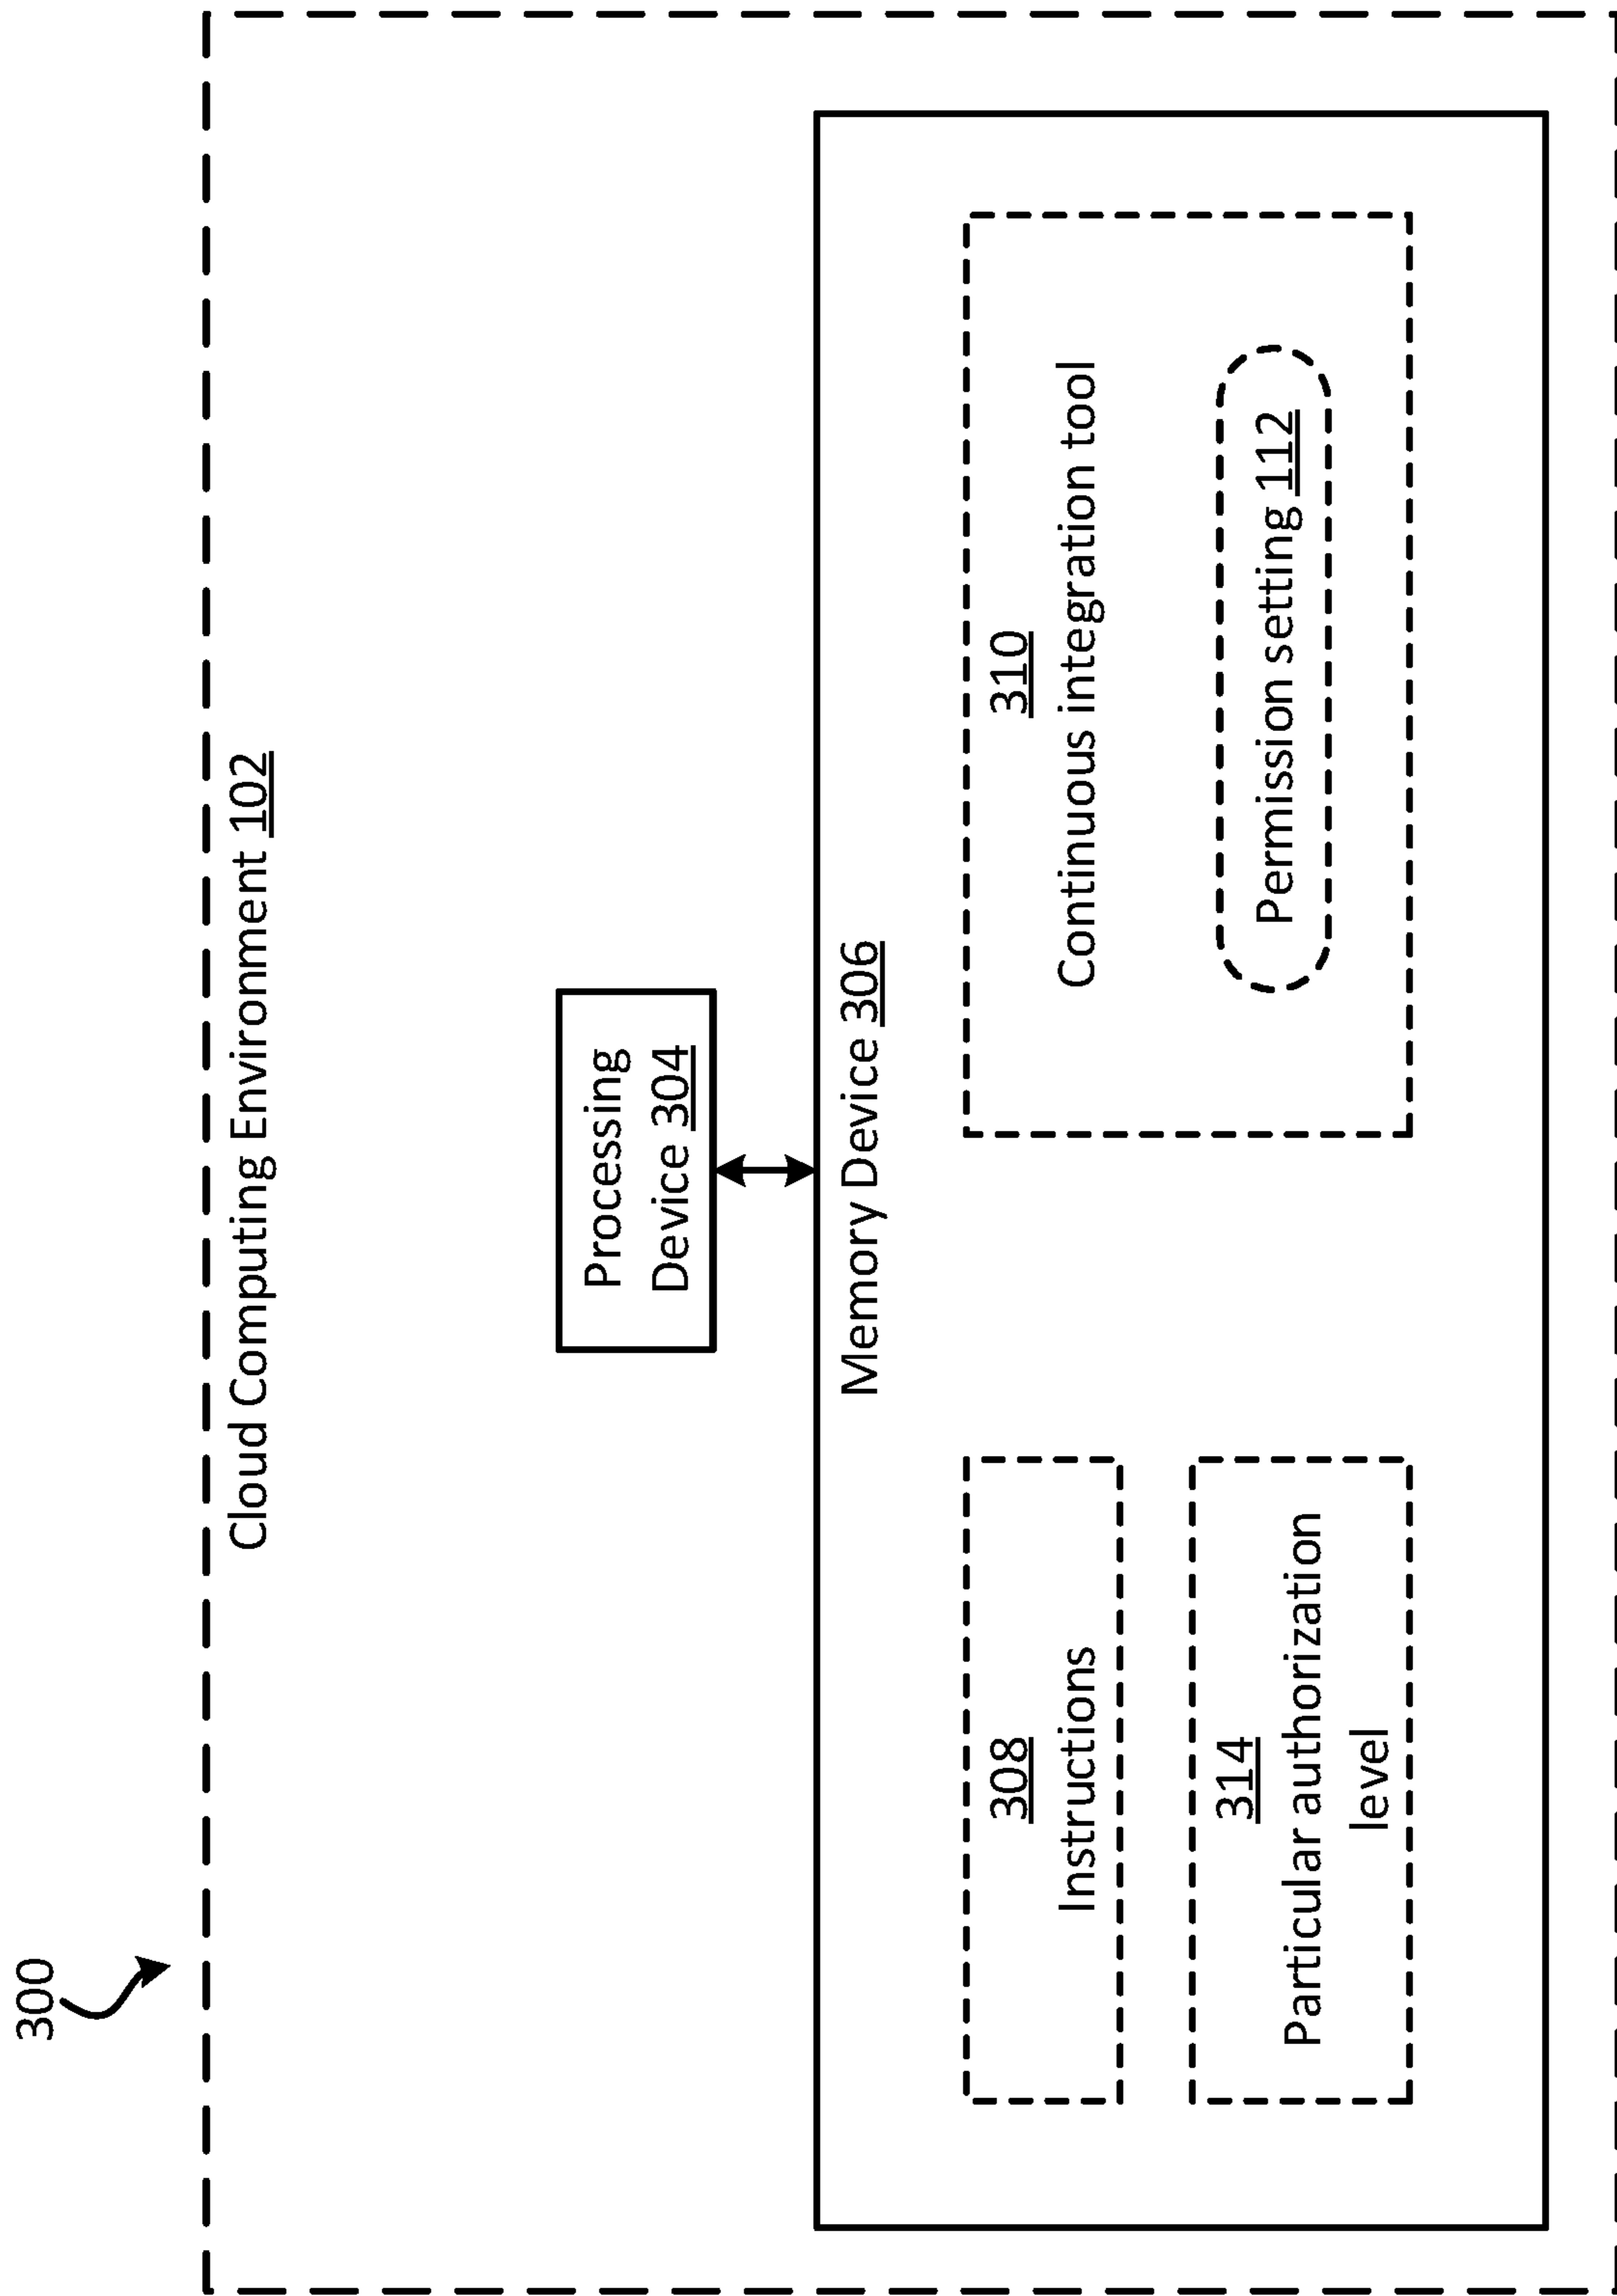 300
Cloud Computing Environment 102
Processing
Device 304
Memory Device 306
308
Instructions
314
Particular authorization
level
310
Continuous integration tool
Permission setting 112